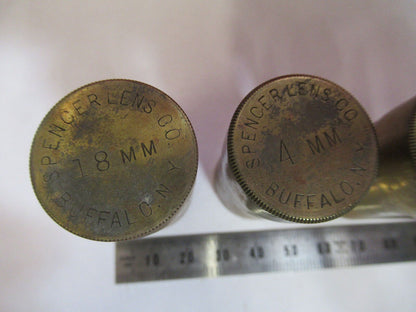 SPENCER LENS CO.
18 MM
BUFFALO, N.Y.
SPENCER LENS CO.
4 MM
BUFFALO, N.Y.
10 20 30 40 50 60 70 80